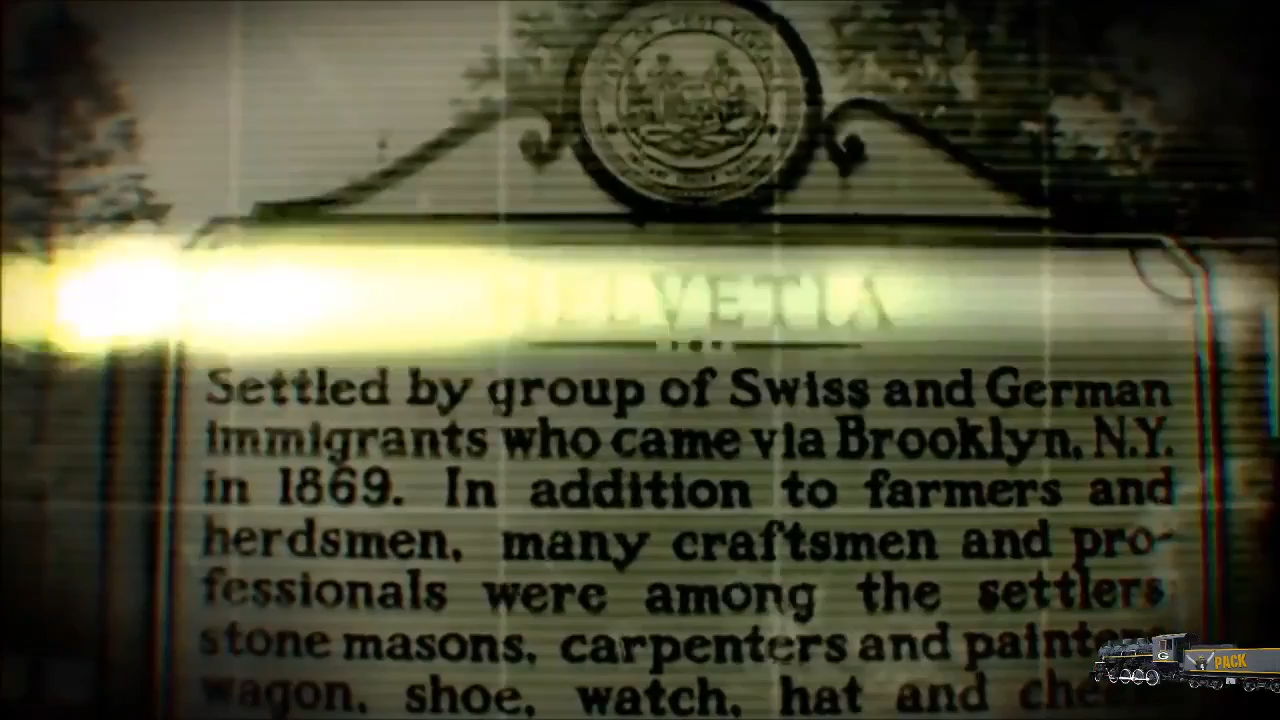 HELVETIA
Settled by group of Swiss and German
immigrants who came via Brooklyn, N.Y.
in 1869. In addition to farmers and
herdsmen, many craftsmen and pro-
fessionals were among the settlers
stone masons, carpenters and painters
wagon, shoe, watch, hat and
PACK